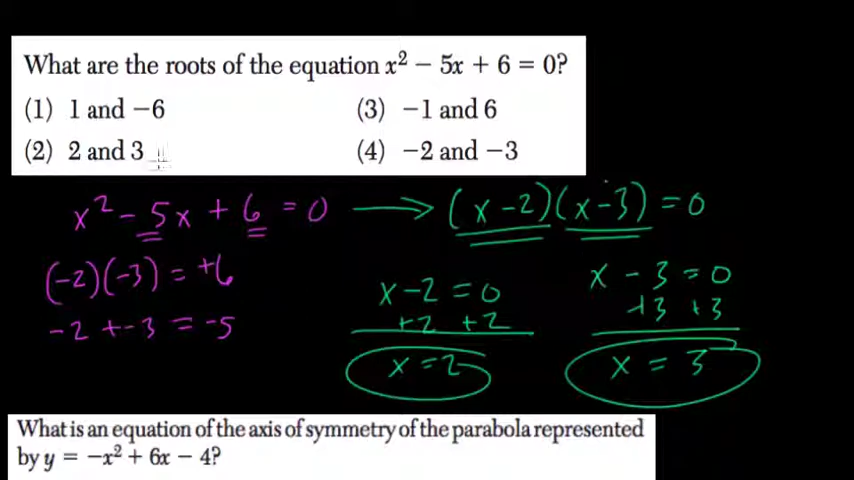 What are the roots of the equation x² − 5x + 6 = 0?
(1) 1 and −6 (3) −1 and 6
(2) 2 and 3 (4) −2 and −3
x² − 5x + 6 = 0 → (x−2)(x−3) = 0
(−2)(−3) = +6
−2 + −3 = −5
x − 2 = 0
+2 +2
x = 2
x − 3 = 0
+3 +3
x = 3
What is an equation of the axis of symmetry of the parabola represented
by y = −x² + 6x − 4?